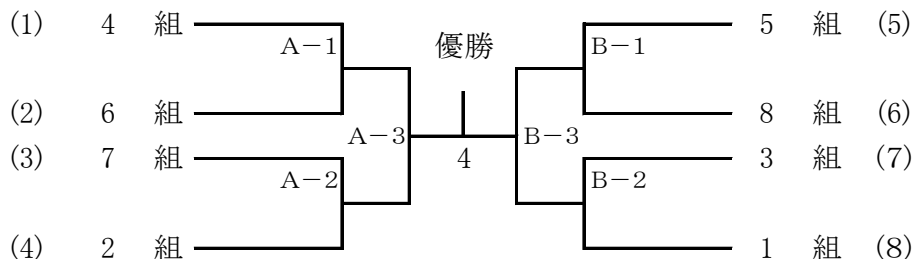 (1) 4 組 5 組 (5)
A-1 優勝 B-1
(2) 6 組 8 組 (6)
A-3 B-3
(3) 7 組 4 3 組 (7)
A-2 B-2
(4) 2 組 1 組 (8)